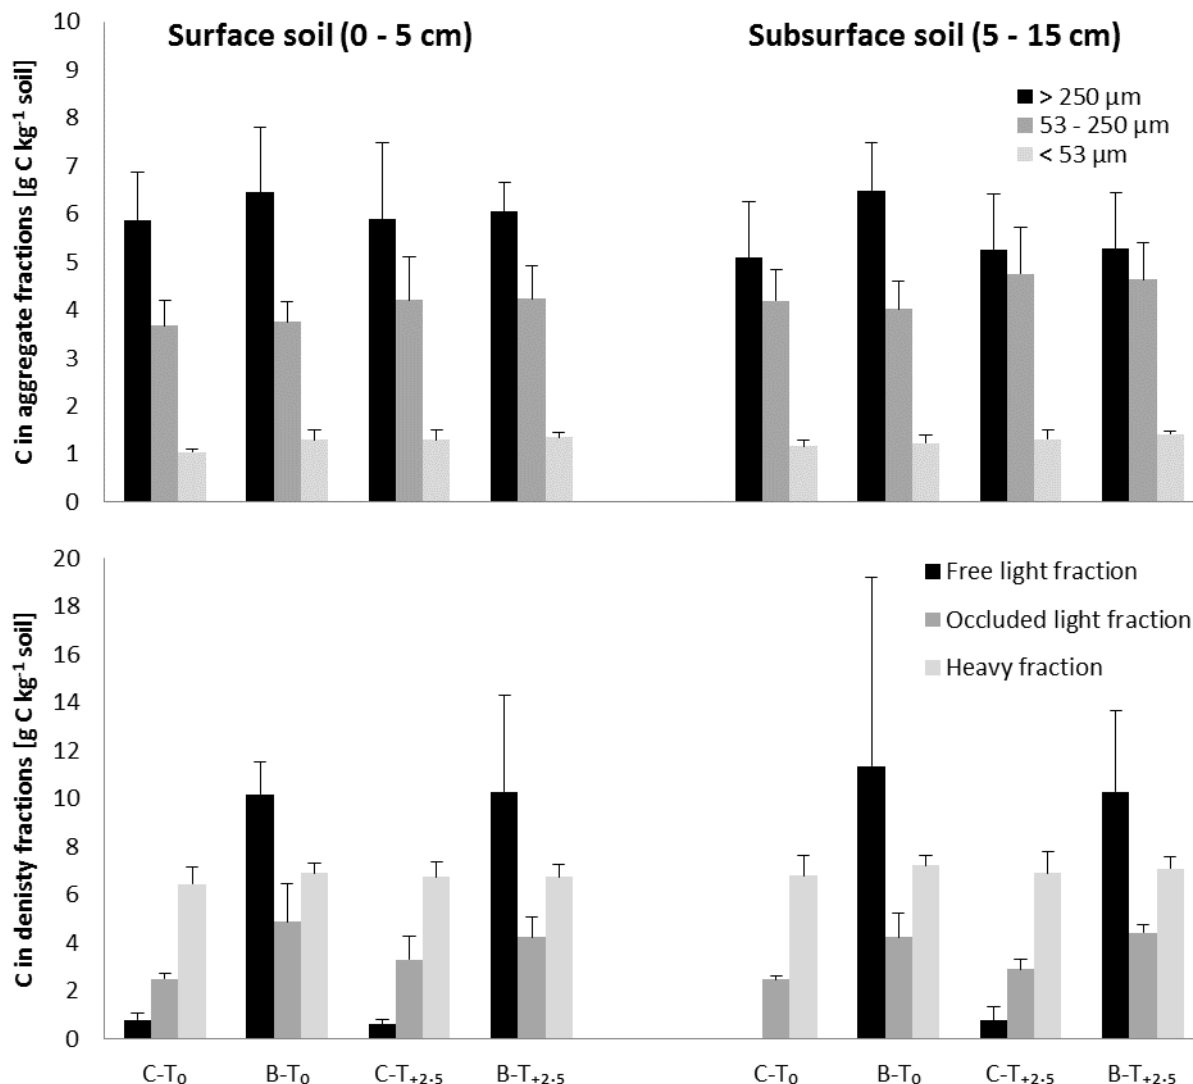 Surface soil (0 - 5 cm)
Subsurface soil (5 - 15 cm)
C in aggregate fractions [g C kg⁻¹ soil]
10
9
8
7
6
5
4
3
2
1
0
> 250 µm
53 - 250 µm
< 53 µm
C in denisty fractions [g C kg⁻¹ soil]
20
18
16
14
12
10
8
6
4
2
0
Free light fraction
Occluded light fraction
Heavy fraction
C-T₀ B-T₀ C-T₊₂.₅ B-T₊₂.₅ C-T₀ B-T₀ C-T₊₂.₅ B-T₊₂.₅